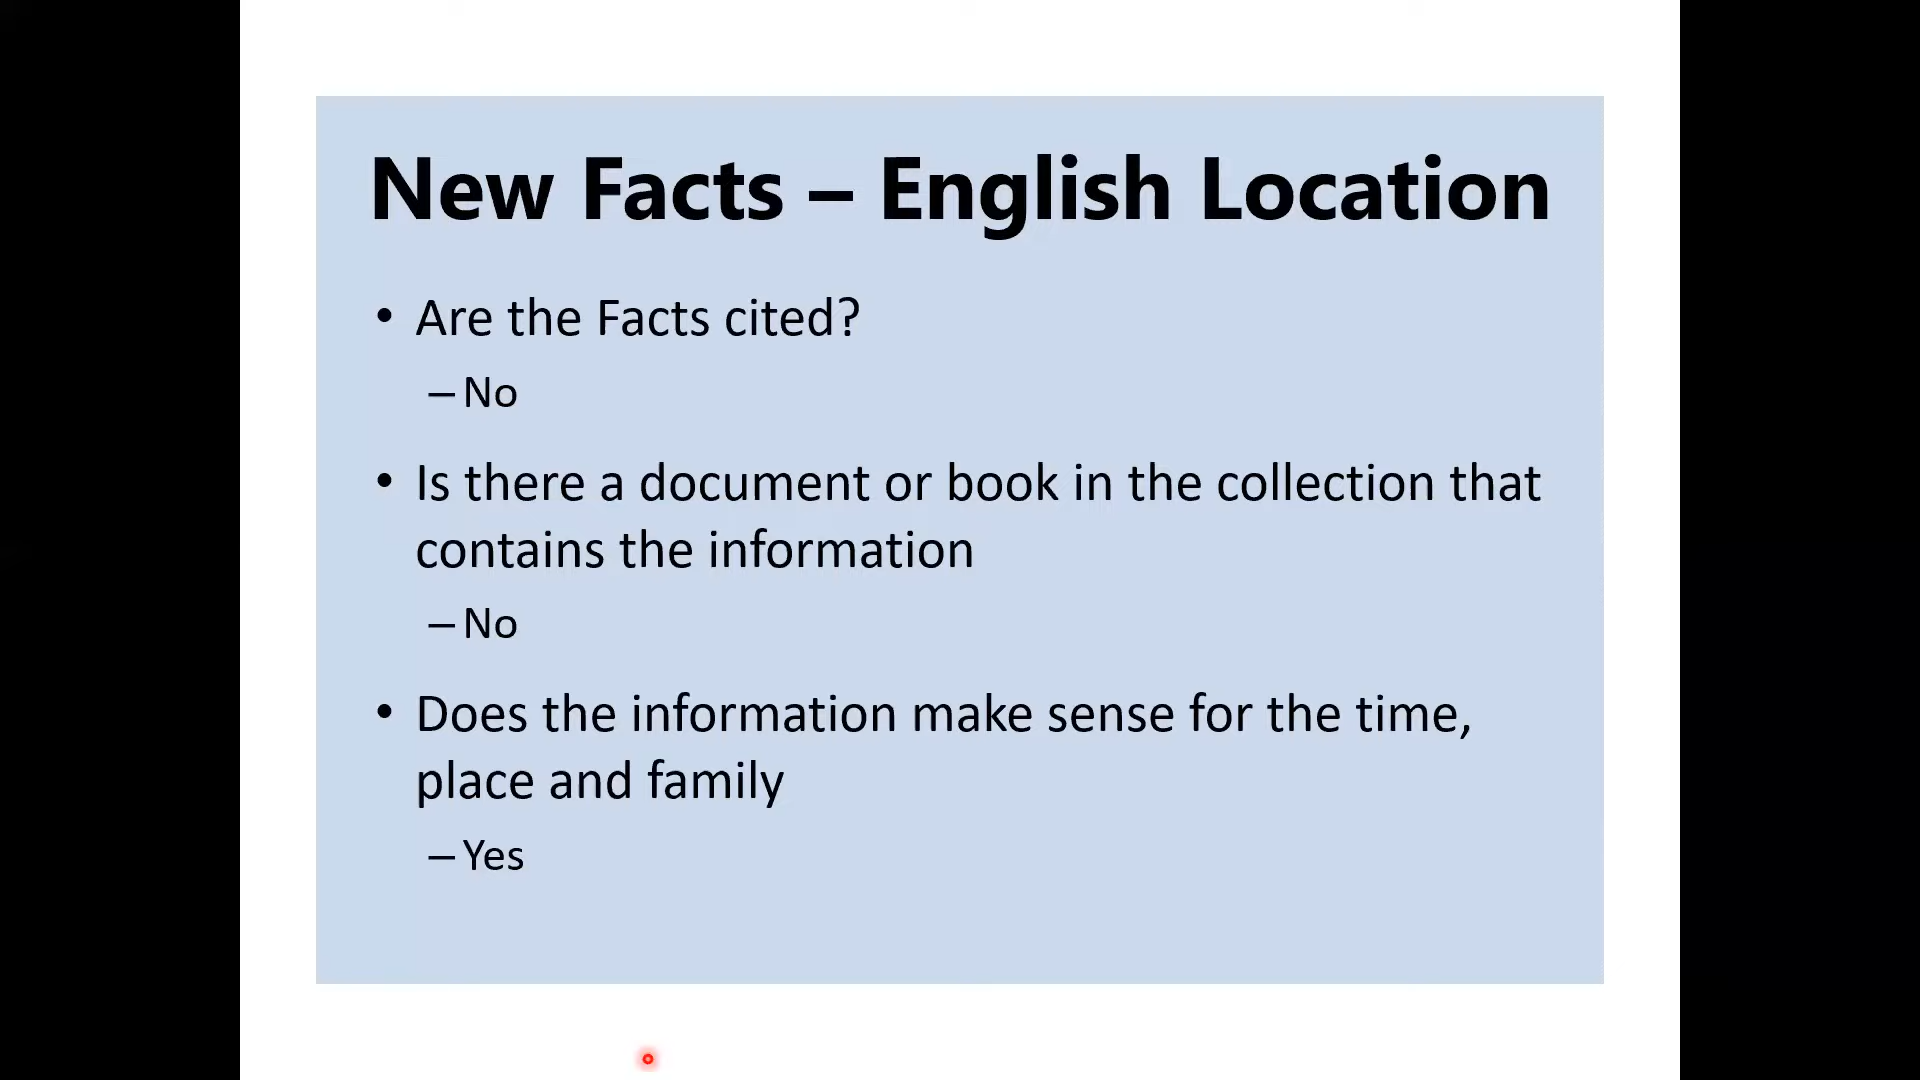 New Facts – English Location
• Are the Facts cited?
– No
• Is there a document or book in the collection that
contains the information
– No
• Does the information make sense for the time,
place and family
– Yes